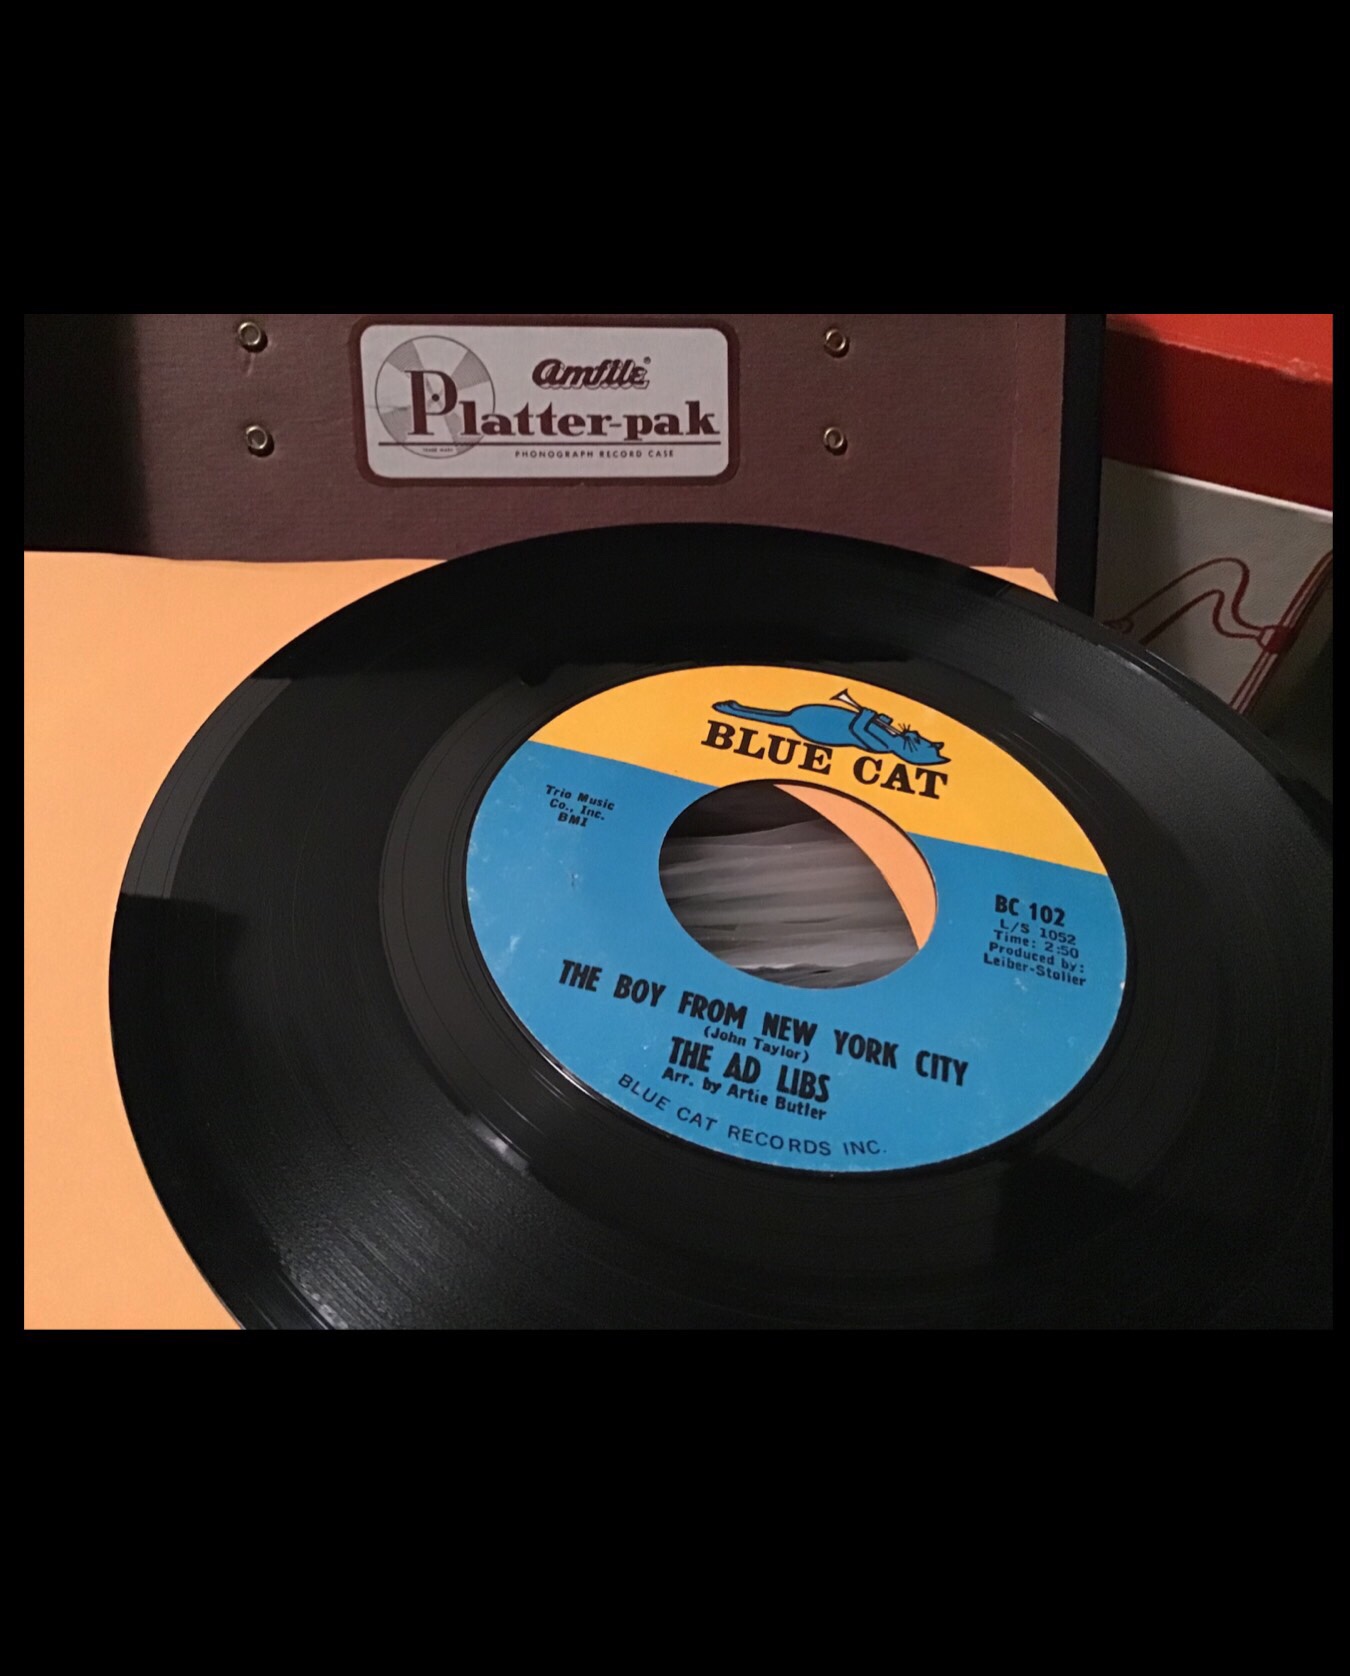 amfile®
Platter-pak
TRADE MARK
PHONOGRAPH RECORD CASE
BLUE CAT
Trio Music
Co., Inc.
BMI
BC 102
L/S 1052
Time: 2:50
Produced by:
Leiber-Stoller
THE BOY FROM NEW YORK CITY
(John Taylor)
THE AD LIBS
Arr. by Artie Butler
BLUE CAT RECORDS INC.